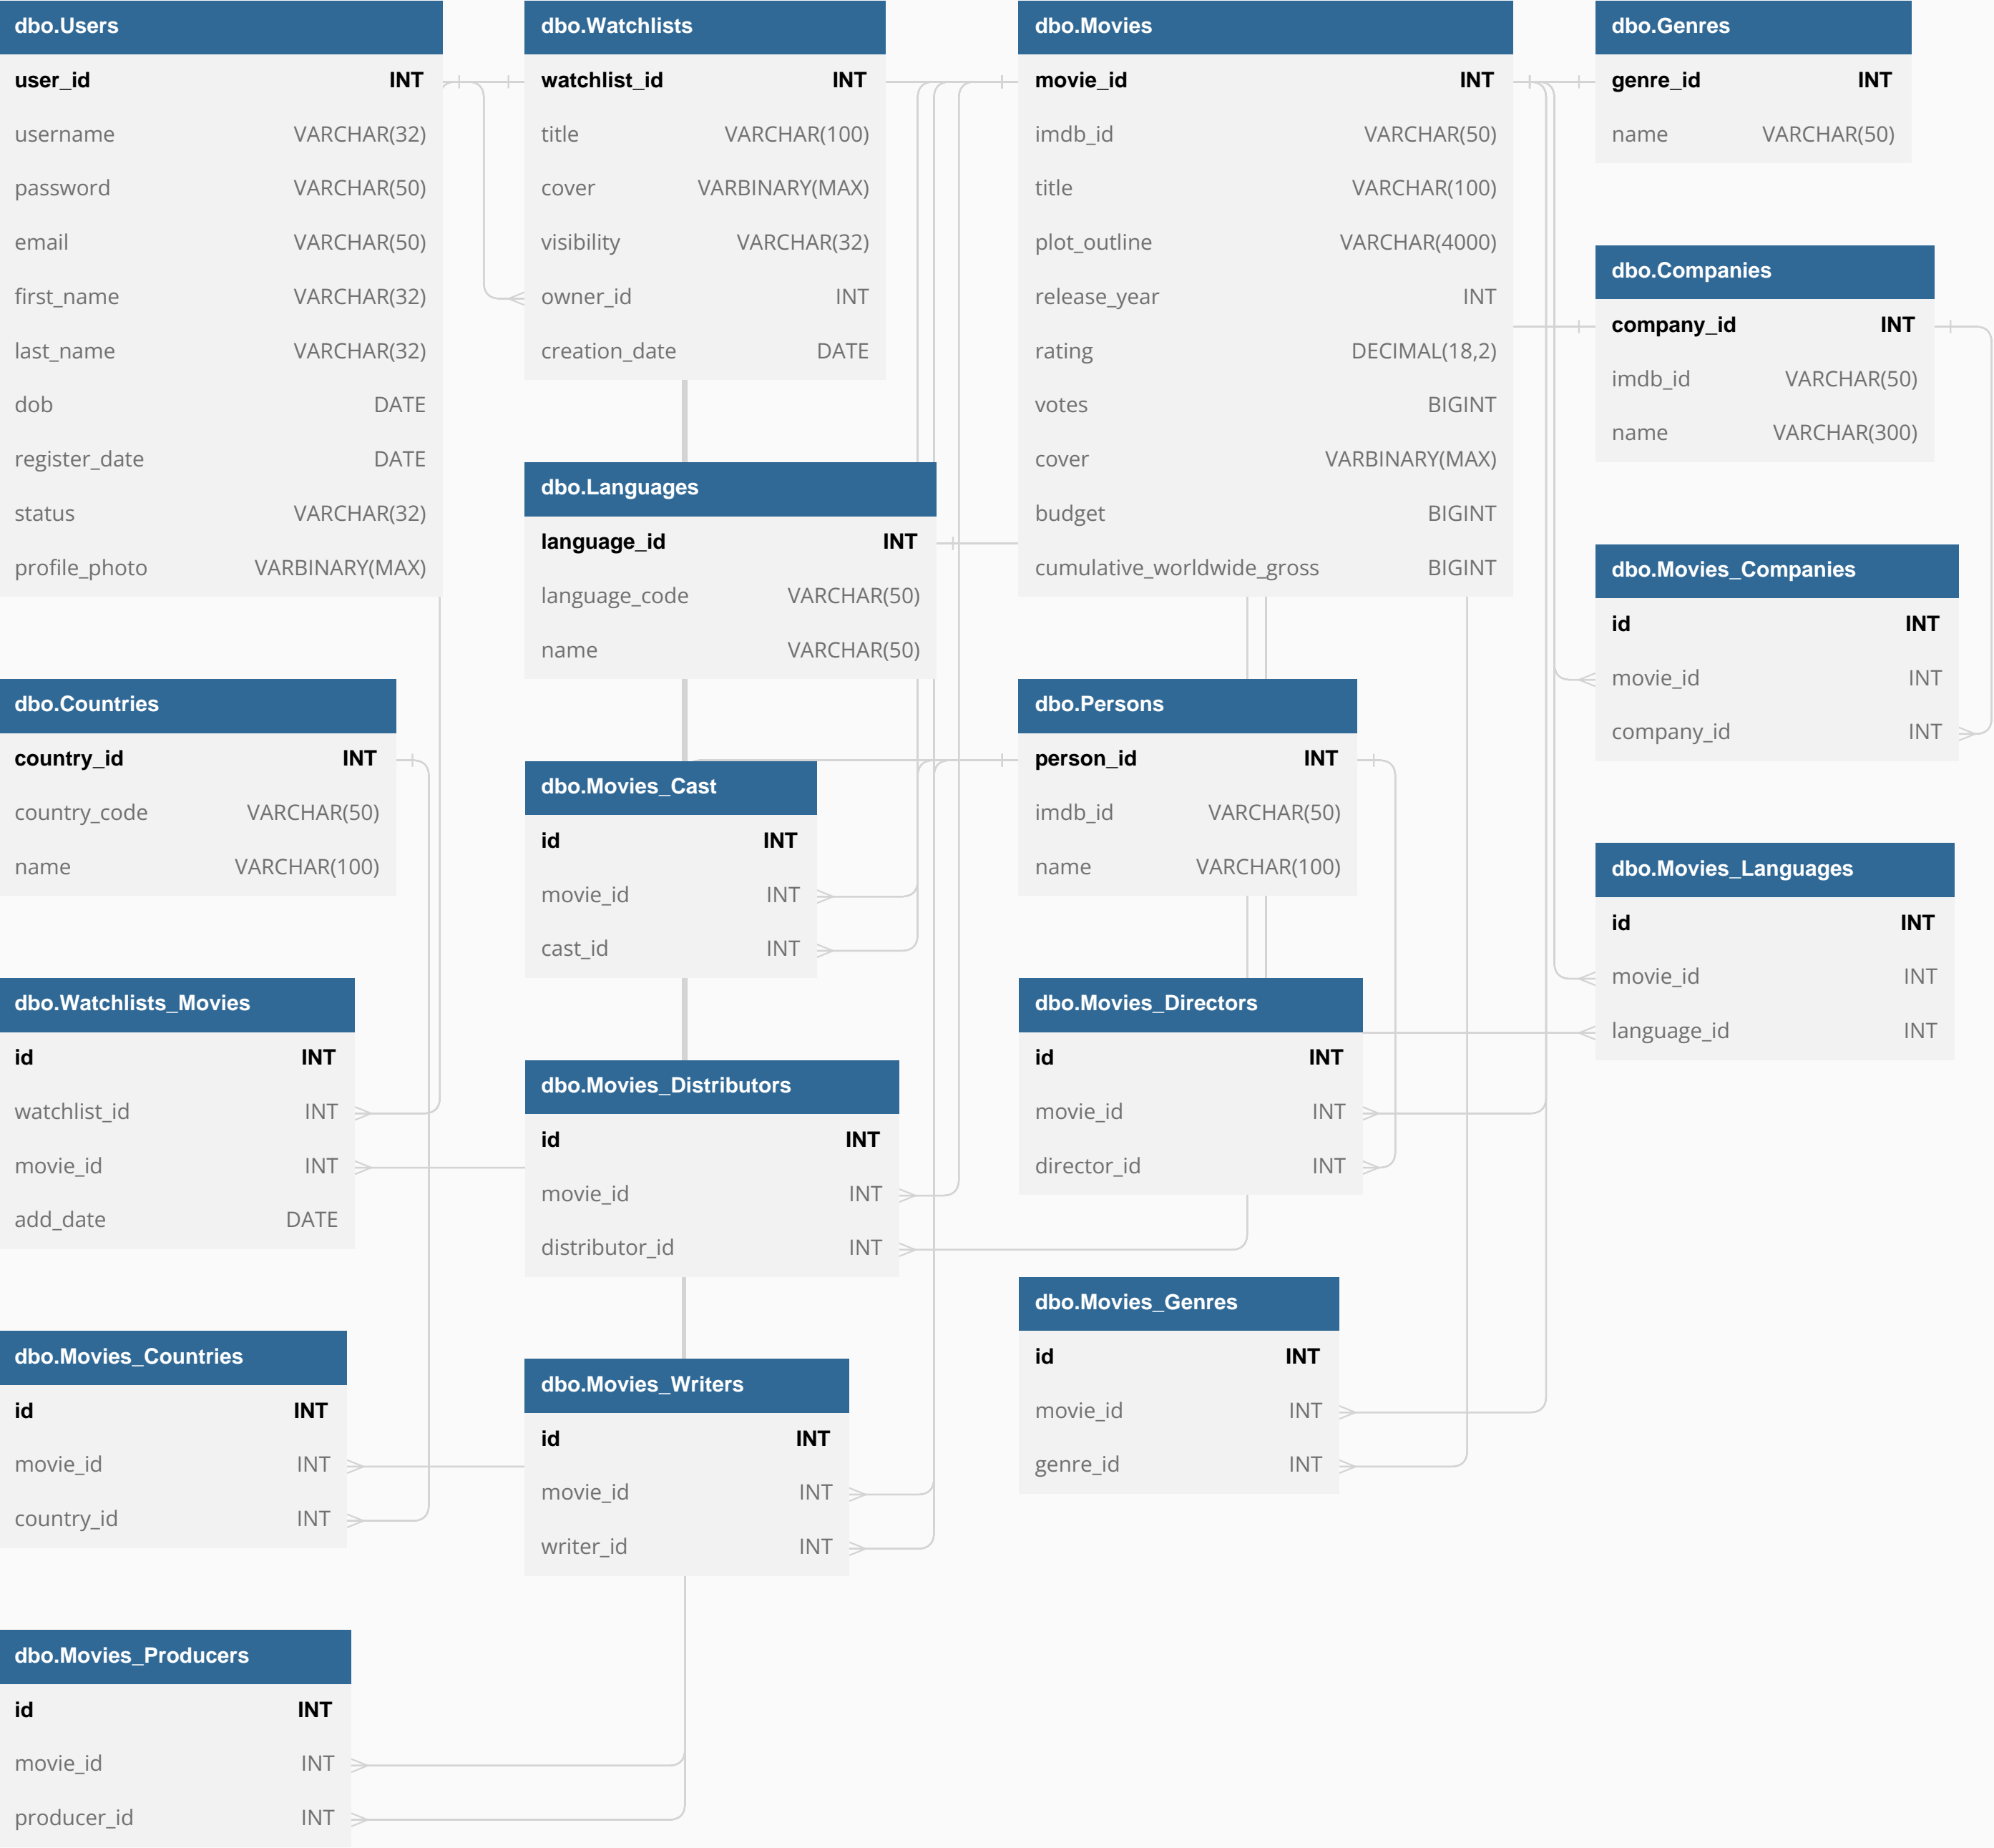 dbo.Users
user_id INT
username VARCHAR(32)
password VARCHAR(50)
email VARCHAR(50)
first_name VARCHAR(32)
last_name VARCHAR(32)
dob DATE
register_date DATE
status VARCHAR(32)
profile_photo VARBINARY(MAX)
dbo.Countries
country_id INT
country_code VARCHAR(50)
name VARCHAR(100)
dbo.Watchlists_Movies
id INT
watchlist_id INT
movie_id INT
add_date DATE
dbo.Movies_Countries
id INT
movie_id INT
country_id INT
dbo.Movies_Producers
id INT
movie_id INT
producer_id INT
dbo.Watchlists
watchlist_id INT
title VARCHAR(100)
cover VARBINARY(MAX)
visibility VARCHAR(32)
owner_id INT
creation_date DATE
dbo.Languages
language_id INT
language_code VARCHAR(50)
name VARCHAR(50)
dbo.Movies_Cast
id INT
movie_id INT
cast_id INT
dbo.Movies_Distributors
id INT
movie_id INT
distributor_id INT
dbo.Movies_Writers
id INT
movie_id INT
writer_id INT
dbo.Movies
movie_id INT
imdb_id VARCHAR(50)
title VARCHAR(100)
plot_outline VARCHAR(4000)
release_year INT
rating DECIMAL(18,2)
votes BIGINT
cover VARBINARY(MAX)
budget BIGINT
cumulative_worldwide_gross BIGINT
dbo.Persons
person_id INT
imdb_id VARCHAR(50)
name VARCHAR(100)
dbo.Movies_Directors
id INT
movie_id INT
director_id INT
dbo.Movies_Genres
id INT
movie_id INT
genre_id INT
dbo.Genres
genre_id INT
name VARCHAR(50)
dbo.Companies
company_id INT
imdb_id VARCHAR(50)
name VARCHAR(300)
dbo.Movies_Companies
id INT
movie_id INT
company_id INT
dbo.Movies_Languages
id INT
movie_id INT
language_id INT